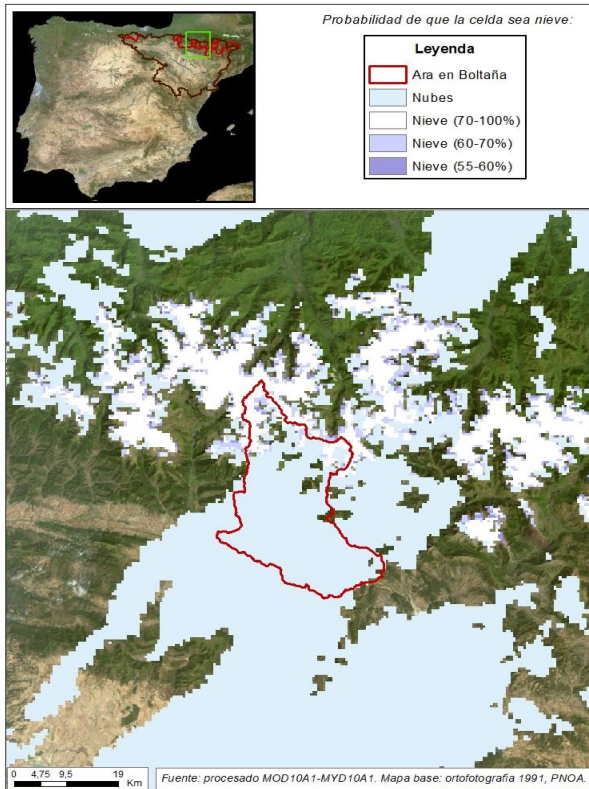 Probabilidad de que la celda sea nieve:
Leyenda
Ara en Boltaña
Nubes
Nieve (70-100%)
Nieve (60-70%)
Nieve (55-60%)
0 4,75 9,5 19
Km
Fuente: procesado MOD10A1-MYD10A1. Mapa base: ortofotografía 1991, PNOA.